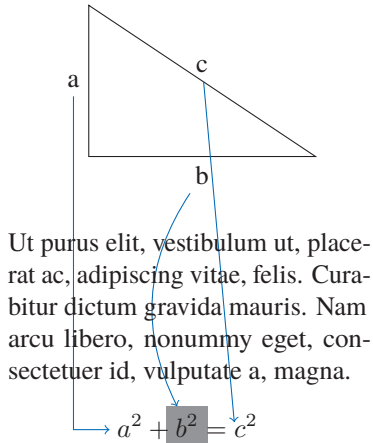 c
a
b
Ut purus elit, vestibulum ut, place-
rat ac, adipiscing vitae, felis. Cura-
bitur dictum gravida mauris. Nam
arcu libero, nonummy eget, con-
sectetuer id, vulputate a, magna.
a² + b² = c²